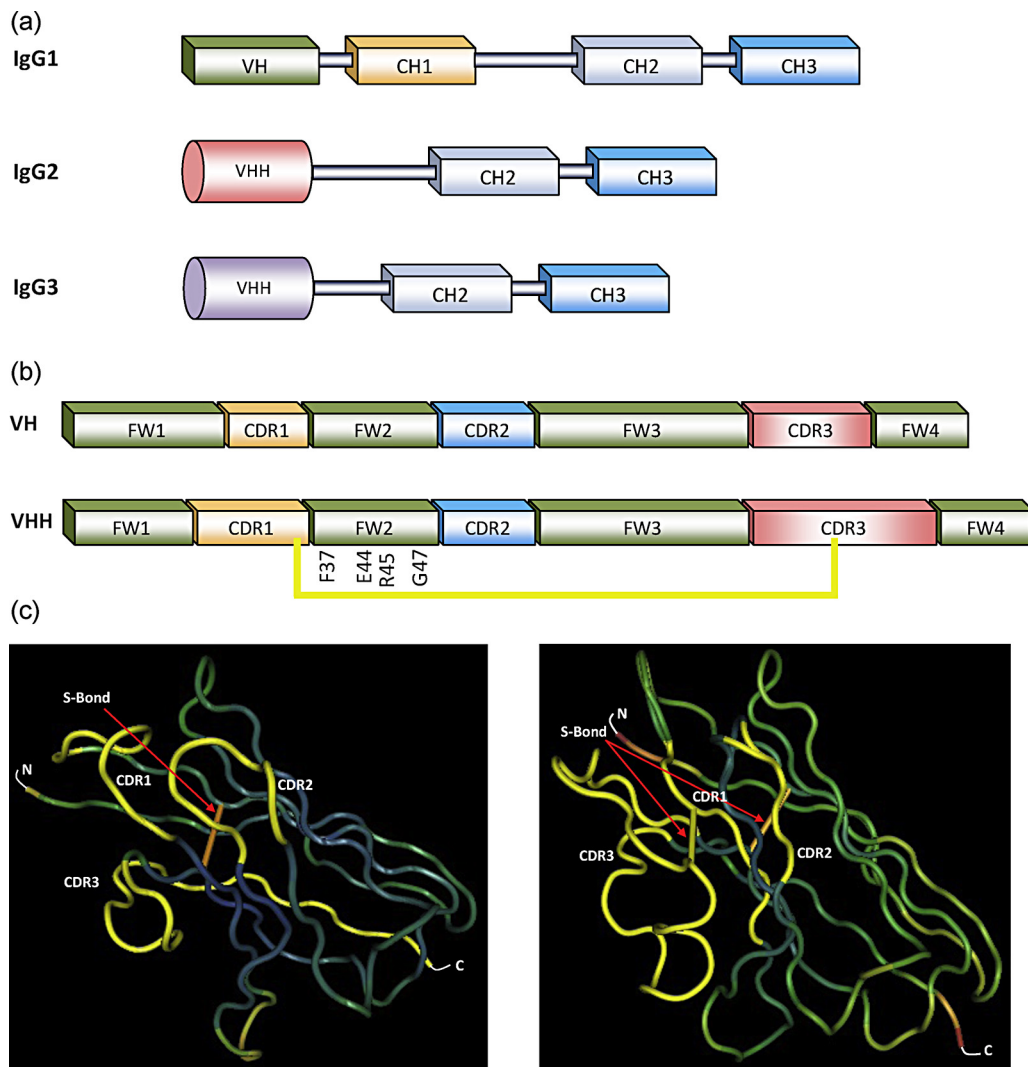 (a)
IgG1
VH CH1 CH2 CH3
IgG2
VHH CH2 CH3
IgG3
VHH CH2 CH3
(b)
VH
FW1 CDR1 FW2 CDR2 FW3 CDR3 FW4
VHH
FW1 CDR1 FW2 CDR2 FW3 CDR3 FW4
F37 E44 R45 G47
(c)
S-Bond
N
CDR1
CDR2
CDR3
C
N
S-Bond
CDR1
CDR3
CDR2
C